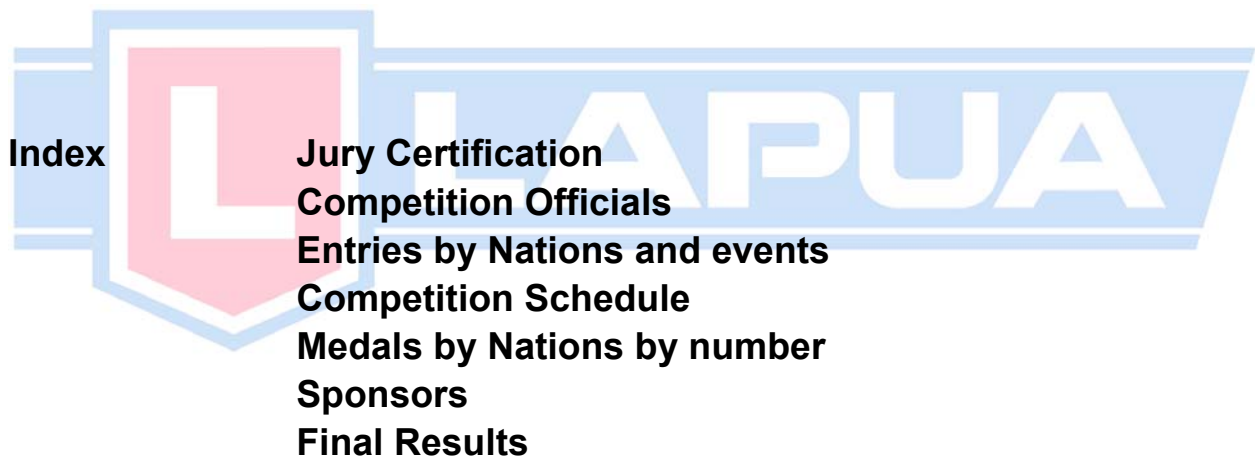 L LAPUA
Index Jury Certification
Competition Officials
Entries by Nations and events
Competition Schedule
Medals by Nations by number
Sponsors
Final Results